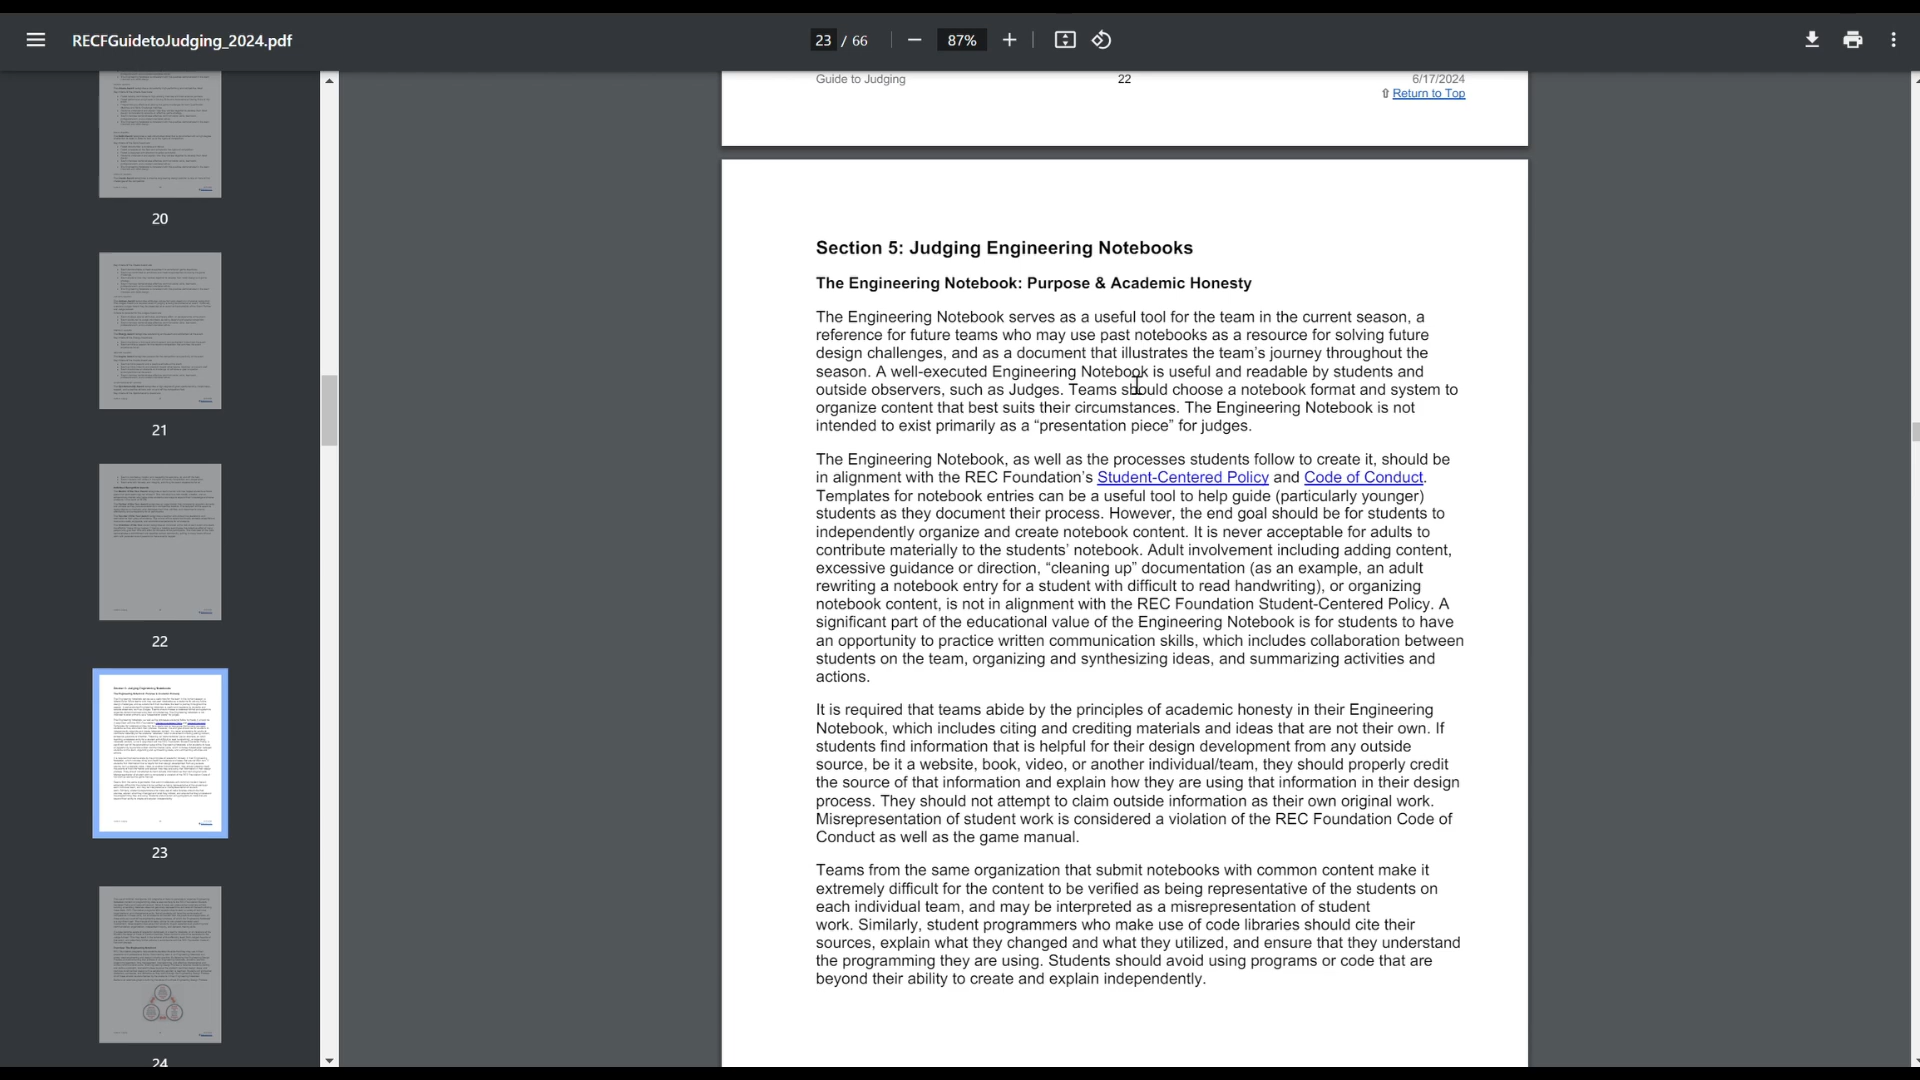 RECFGuidetoJudging_2024.pdf
23 / 66
87%
20
21
22
23
24
Guide to Judging
22
6/17/2024
⇧ Return to Top
Section 5: Judging Engineering Notebooks
The Engineering Notebook: Purpose & Academic Honesty
The Engineering Notebook serves as a useful tool for the team in the current season, a
reference for future teams who may use past notebooks as a resource for solving future
design challenges, and as a document that illustrates the team's journey throughout the
season. A well-executed Engineering Notebook is useful and readable by students and
outside observers, such as Judges. Teams should choose a notebook format and system to
organize content that best suits their circumstances. The Engineering Notebook is not
intended to exist primarily as a “presentation piece” for judges.
The Engineering Notebook, as well as the processes students follow to create it, should be
in alignment with the REC Foundation's Student-Centered Policy and Code of Conduct.
Templates for notebook entries can be a useful tool to help guide (particularly younger)
students as they document their process. However, the end goal should be for students to
independently organize and create notebook content. It is never acceptable for adults to
contribute materially to the students' notebook. Adult involvement including adding content,
excessive guidance or direction, “cleaning up” documentation (as an example, an adult
rewriting a notebook entry for a student with difficult to read handwriting), or organizing
notebook content, is not in alignment with the REC Foundation Student-Centered Policy. A
significant part of the educational value of the Engineering Notebook is for students to have
an opportunity to practice written communication skills, which includes collaboration between
students on the team, organizing and synthesizing ideas, and summarizing activities and
actions.
It is required that teams abide by the principles of academic honesty in their Engineering
Notebook, which includes citing and crediting materials and ideas that are not their own. If
students find information that is helpful for their design development from any outside
source, be it a website, book, video, or another individual/team, they should properly credit
the source of that information and explain how they are using that information in their design
process. They should not attempt to claim outside information as their own original work.
Misrepresentation of student work is considered a violation of the REC Foundation Code of
Conduct as well as the game manual.
Teams from the same organization that submit notebooks with common content make it
extremely difficult for the content to be verified as being representative of the students on
each individual team, and may be interpreted as a misrepresentation of student
work. Similarly, student programmers who make use of code libraries should cite their
sources, explain what they changed and what they utilized, and ensure that they understand
the programming they are using. Students should avoid using programs or code that are
beyond their ability to create and explain independently.